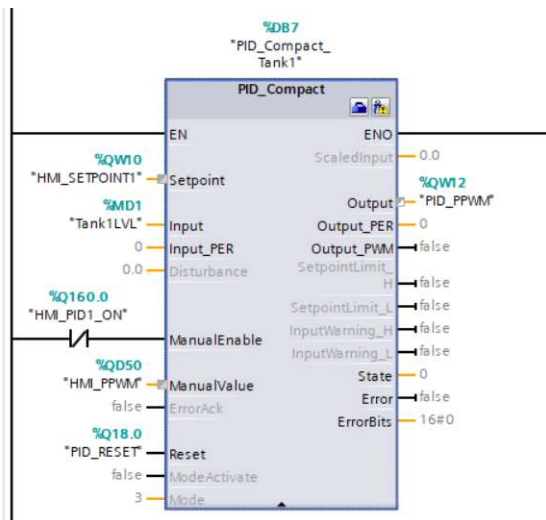 %DB7
"PID_Compact_
Tank1"
PID_Compact
EN ENO
ScaledInput 0.0
%QW10
"HMI_SETPOINT1" Setpoint
%QW12
Output "PID_PPWM"
%MD1
"Tank1LVL" Input
Output_PER 0
0 Input_PER
Output_PWM false
0.0 Disturbance
SetpointLimit_
H false
%Q160.0
"HMI_PID1_ON"
SetpointLimit_L false
InputWarning_H false
ManualEnable
InputWarning_L false
%QD50
"HMI_PPWM" ManualValue
State 0
false ErrorAck
Error false
ErrorBits 16#0
%Q18.0
"PID_RESET" Reset
false ModeActivate
3 Mode